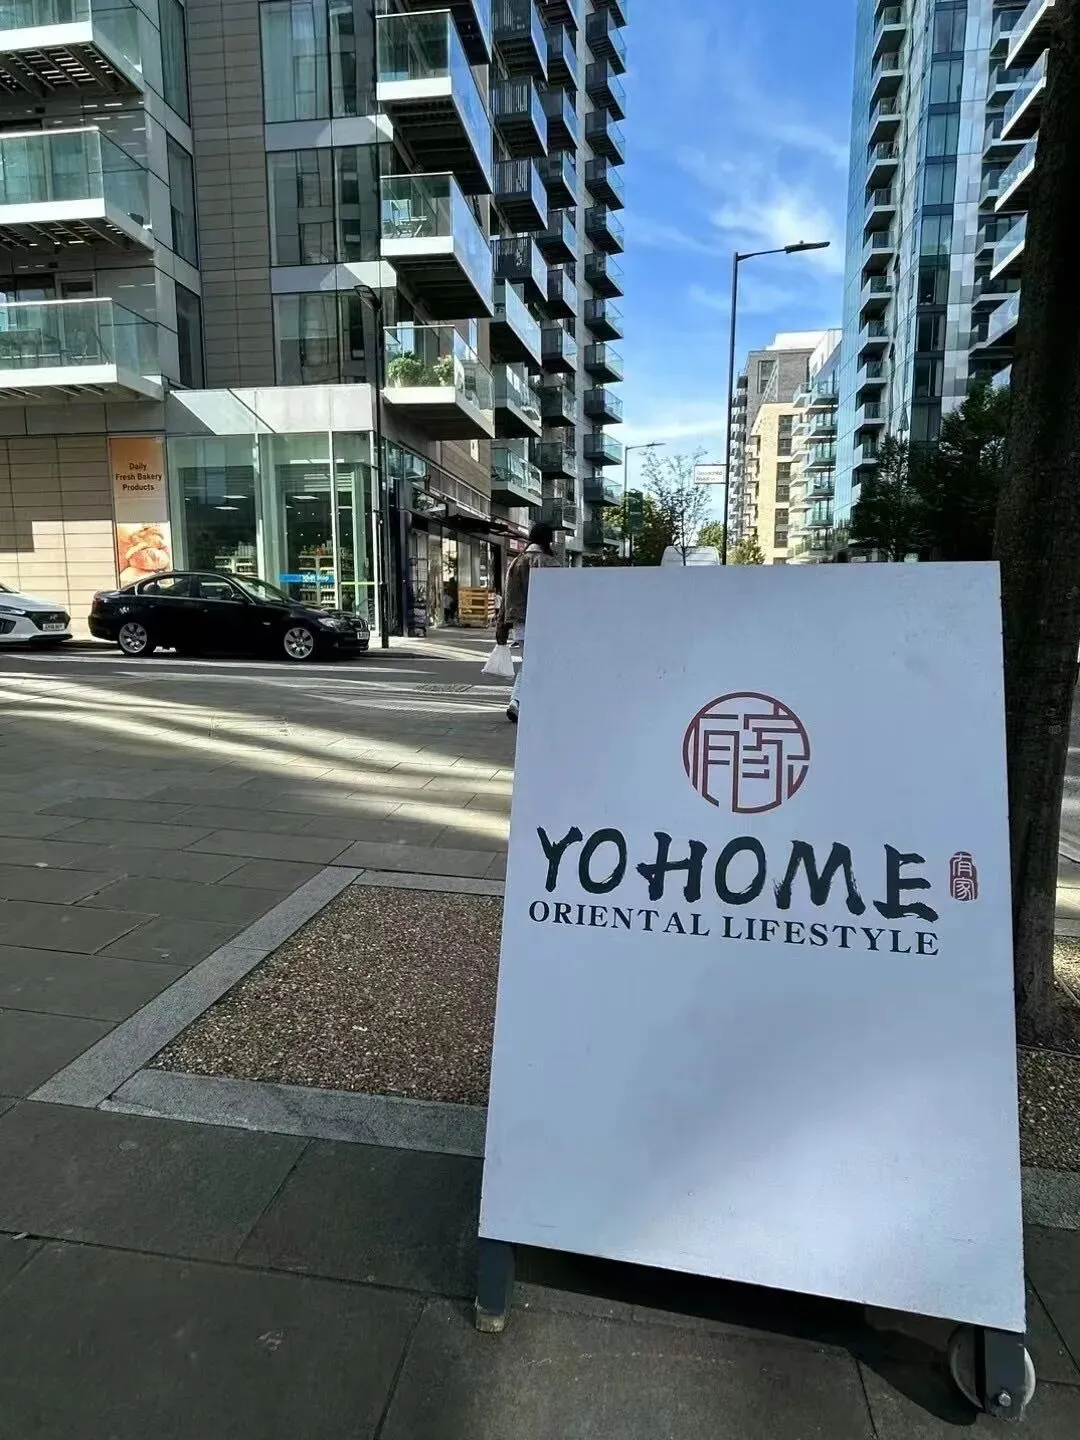 Daily
Fresh Bakery
Products
有家
YOHOME
有家
ORIENTAL LIFESTYLE